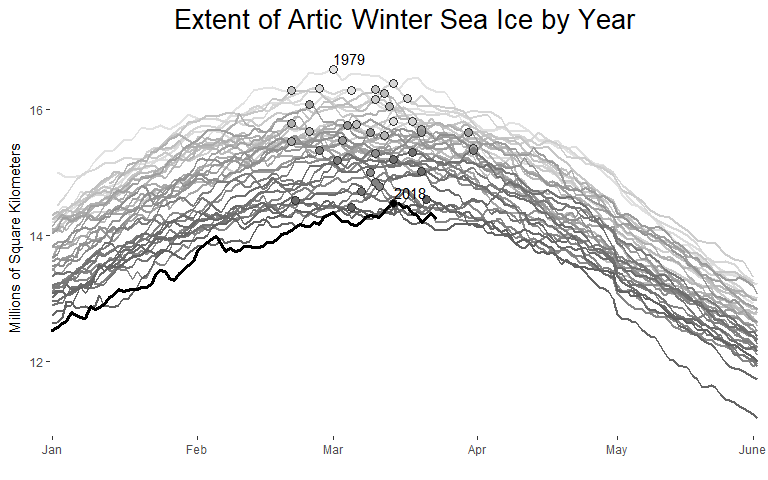 Extent of Artic Winter Sea Ice by Year
1979
16
2018
14
12
Millions of Square Kilometers
Jan Feb Mar Apr May June